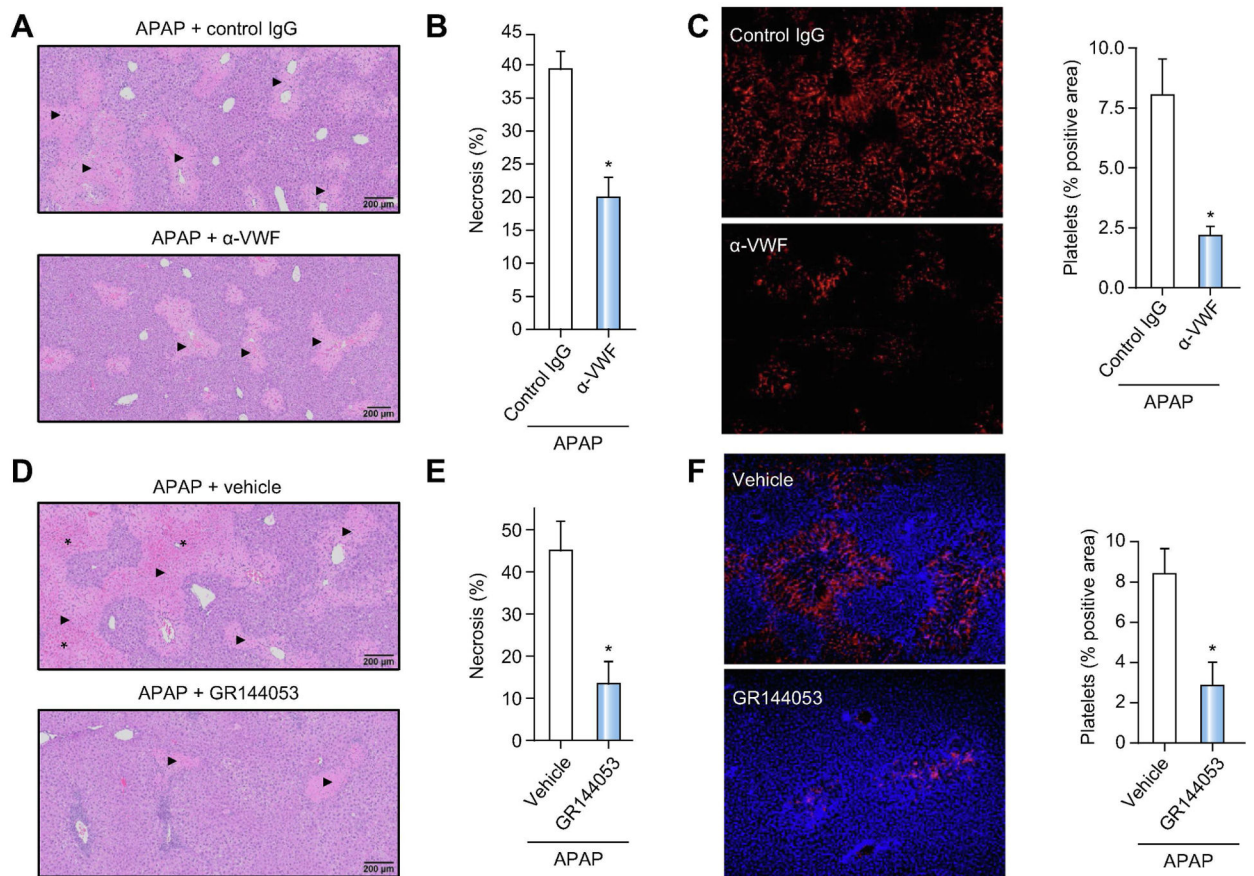 A
APAP + control IgG
200 µm
APAP + α-VWF
200 µm
B
Necrosis (%)
45
40
35
30
25
20
15
10
5
0
Control IgG
α-VWF
*
APAP
C
Control IgG
α-VWF
Platelets (% positive area)
10.0
7.5
5.0
2.5
0.0
Control IgG
α-VWF
*
APAP
D
APAP + vehicle
*
*
*
200 µm
APAP + GR144053
200 µm
E
Necrosis (%)
50
40
30
20
10
0
Vehicle
GR144053
*
APAP
F
Vehicle
GR144053
Platelets (% positive area)
10
8
6
4
2
0
Vehicle
GR144053
*
APAP